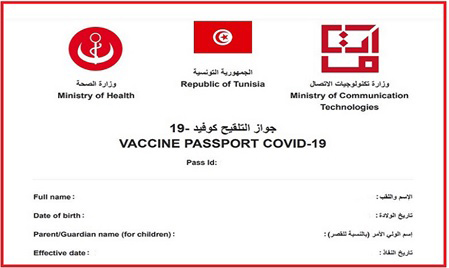 الجمهورية التونسية
وزارة الصحة
وزارة تكنولوجيات الاتصال
Republic of Tunisia
Ministry of Health
Ministry of Communication
Technologies
جواز التلقيح كوفيد -19
VACCINE PASSPORT COVID-19
Pass Id:
Full name : الإسم واللقب :
Date of birth : تاريخ الولادة :
Parent/Guardian name (for children) : إسم الولي الأمر (بالنسبة للقصر) :
Effective date : تاريخ النفاذ :